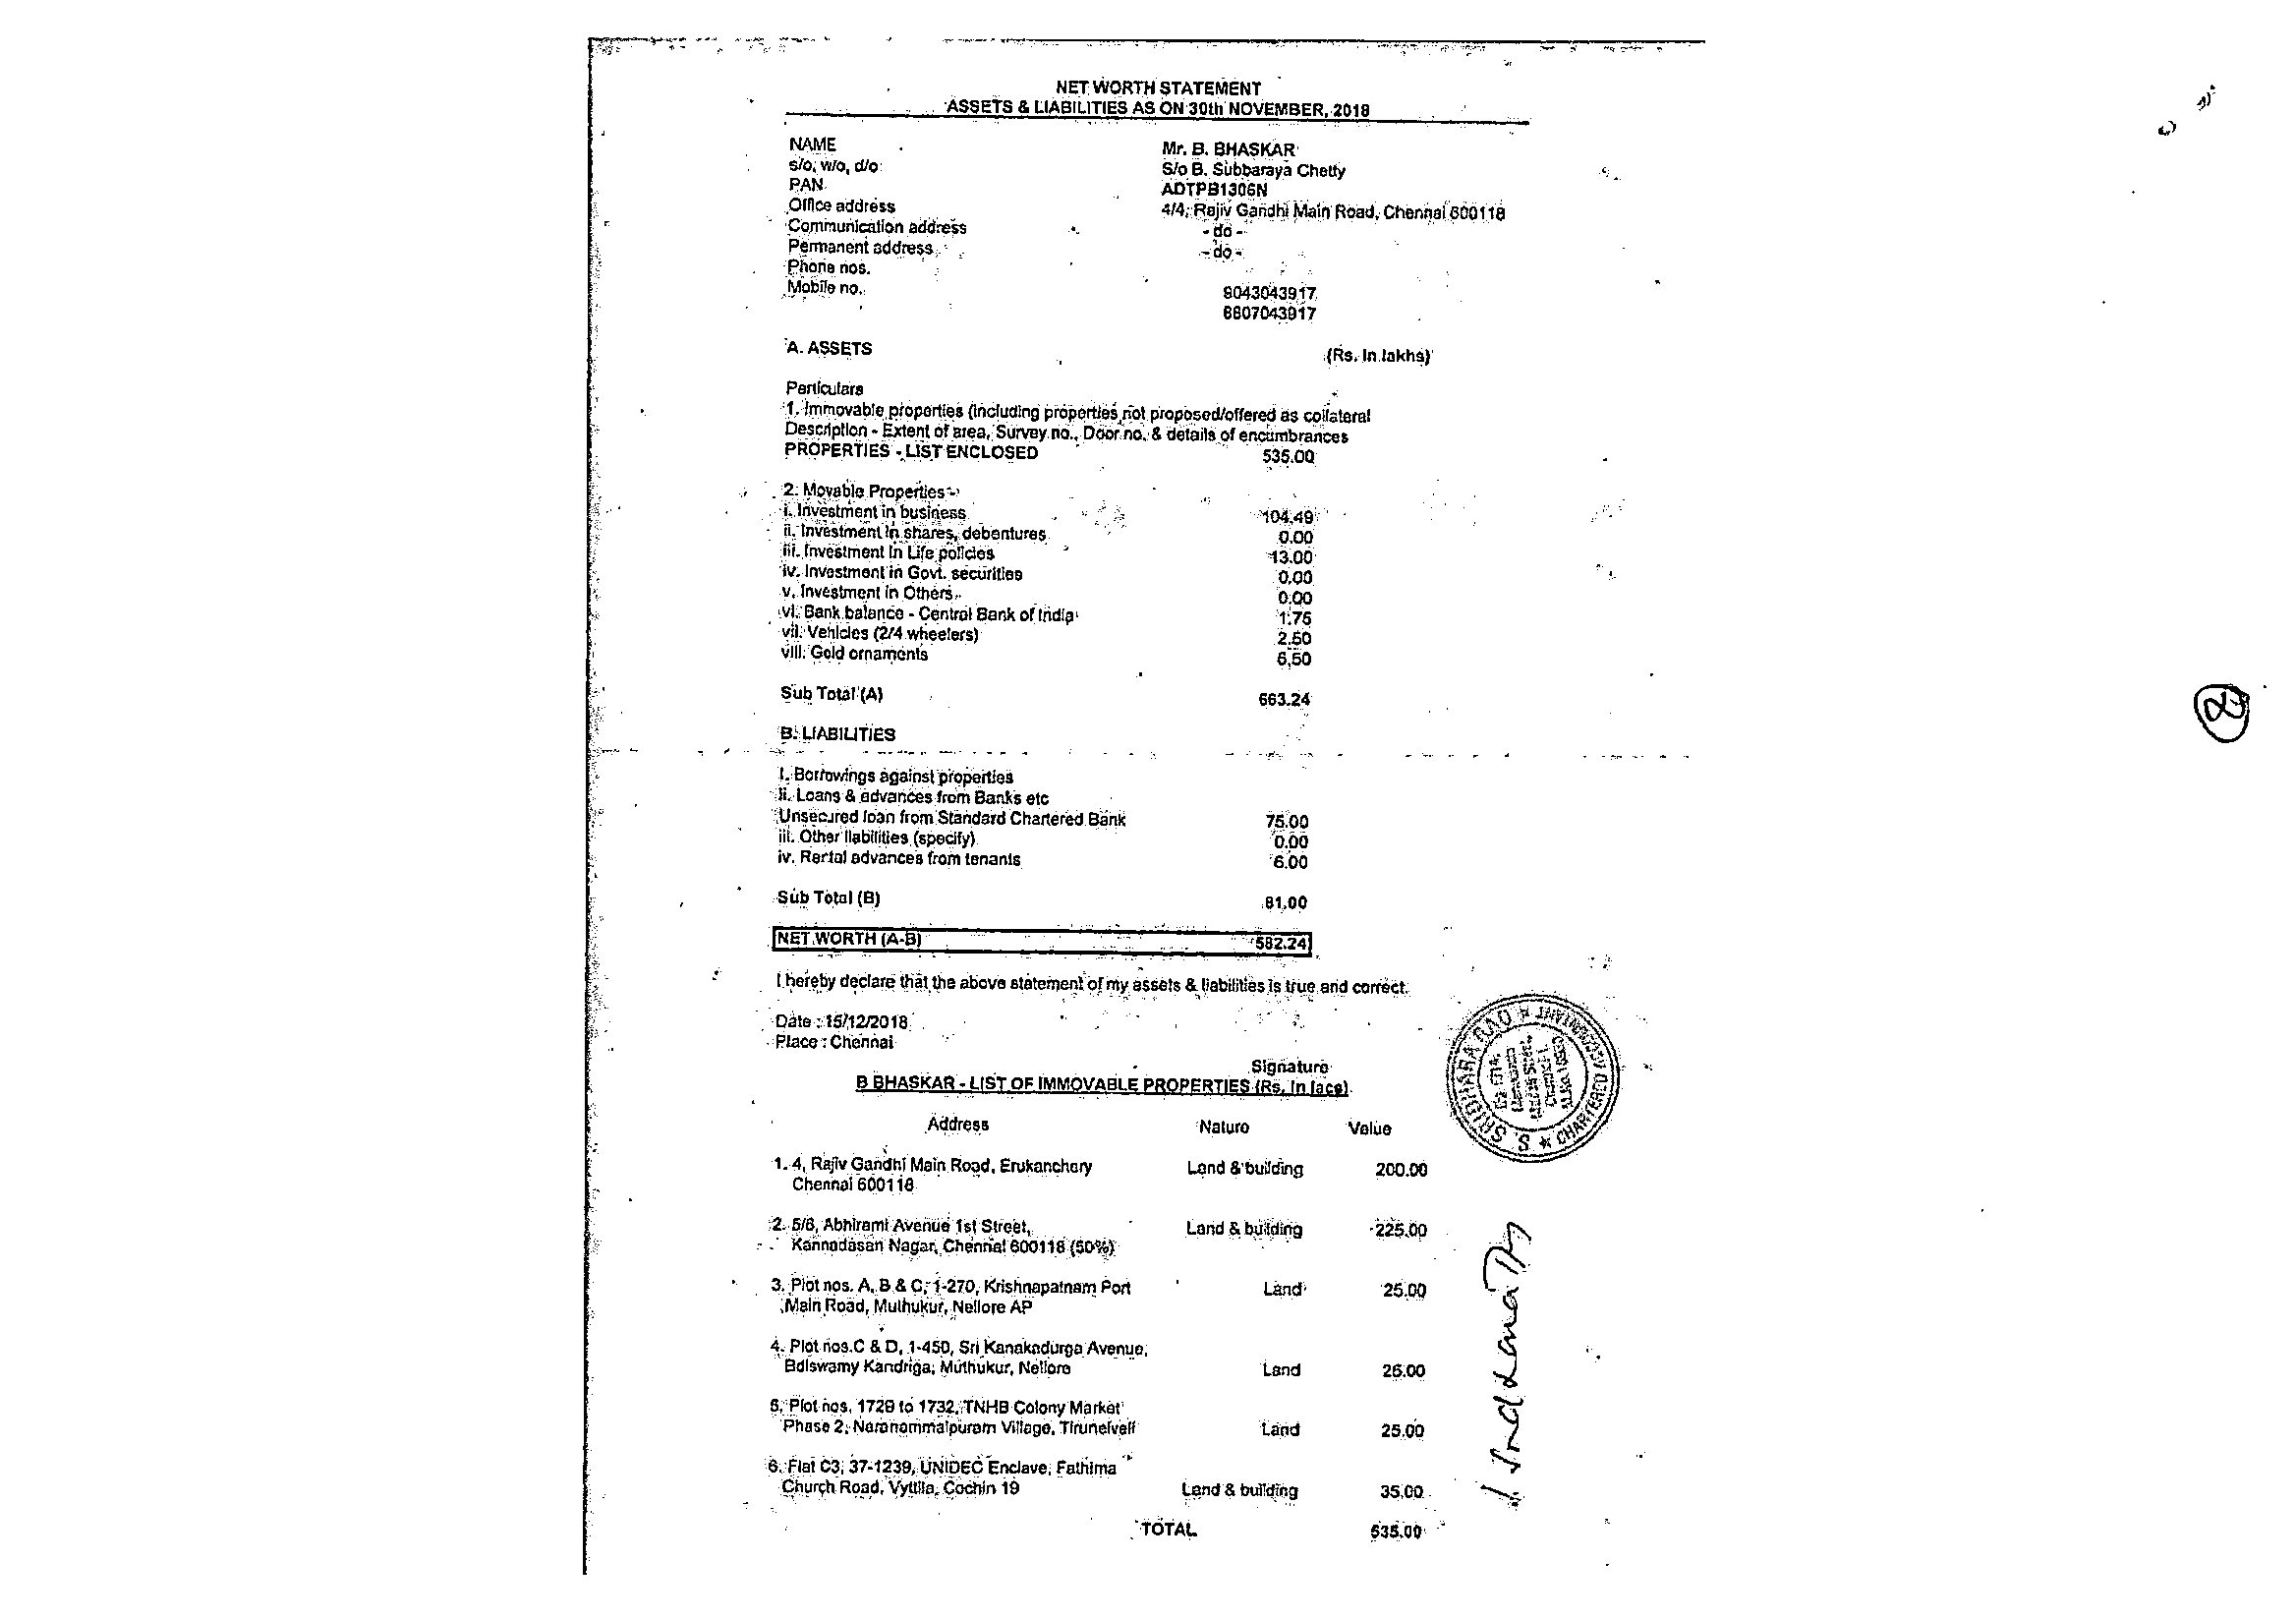 NET WORTH STATEMENT
ASSETS & LIABILITIES AS ON 30th NOVEMBER, 2018
NAME Mr. B. BHASKAR
s/o, w/o, d/o S/o B. Subbaraya Chetty
PAN ADTPB1306N
Office address 4/4, Rajiv Gandhi Main Road, Chennai 600118
Communication address - do -
Permanent address - do -
Phone nos.
Mobile no. 9043043917
8807043917
A. ASSETS (Rs. In lakhs)
Particulars
1. Immovable properties (including properties not proposed/offered as collateral
Description - Extent of area, Survey no., Door no. & details of encumbrances
PROPERTIES - LIST ENCLOSED 535.00
2. Movable Properties -
i. Investment in business 104.49
ii. Investment in shares, debentures 0.00
iii. Investment in Life policies 13.00
iv. Investment in Govt. securities 0.00
v. Investment in Others 0.00
vi. Bank balance - Central Bank of India 1.75
vii. Vehicles (2/4 wheelers) 2.50
viii. Gold ornaments 6.50
Sub Total (A) 663.24
B. LIABILITIES
i. Borrowings against properties
ii. Loans & advances from Banks etc
Unsecured loan from Standard Chartered Bank 75.00
iii. Other liabilities (specify) 0.00
iv. Rental advances from tenants 6.00
Sub Total (B) 81.00
NET WORTH (A-B) 582.24
I hereby declare that the above statement of my assets & liabilities is true and correct.
Date : 15/12/2018
Place : Chennai
Signature
B BHASKAR - LIST OF IMMOVABLE PROPERTIES (Rs. In lacs)
S. SRIDHARA RAO * CHARTERED ACCOUNTANT *
Address Nature Value
1. 4, Rajiv Gandhi Main Road, Erukanchery Land & building 200.00
Chennai 600118
2. 5/6, Abhirami Avenue 1st Street, Land & building 225.00
Kannadasan Nagar, Chennai 600118 (50%)
3. Plot nos. A, B & C, 1-270, Krishnapatnam Port Land 25.00
Main Road, Muthukur, Nellore AP
4. Plot nos.C & D, 1-450, Sri Kanakadurga Avenue,
Kandriga, Muthukur, Nellore Land 25.00
5. Plot nos. 1729 to 1732, TNHB Colony Market
Phase 2, Naranammalpuram Village, Tirunelveli Land 25.00
6. Flat C3, 37-1239, UNIDEC Enclave, Fathima
Church Road, Vyttila, Cochin 19 Land & building 35.00
TOTAL 535.00